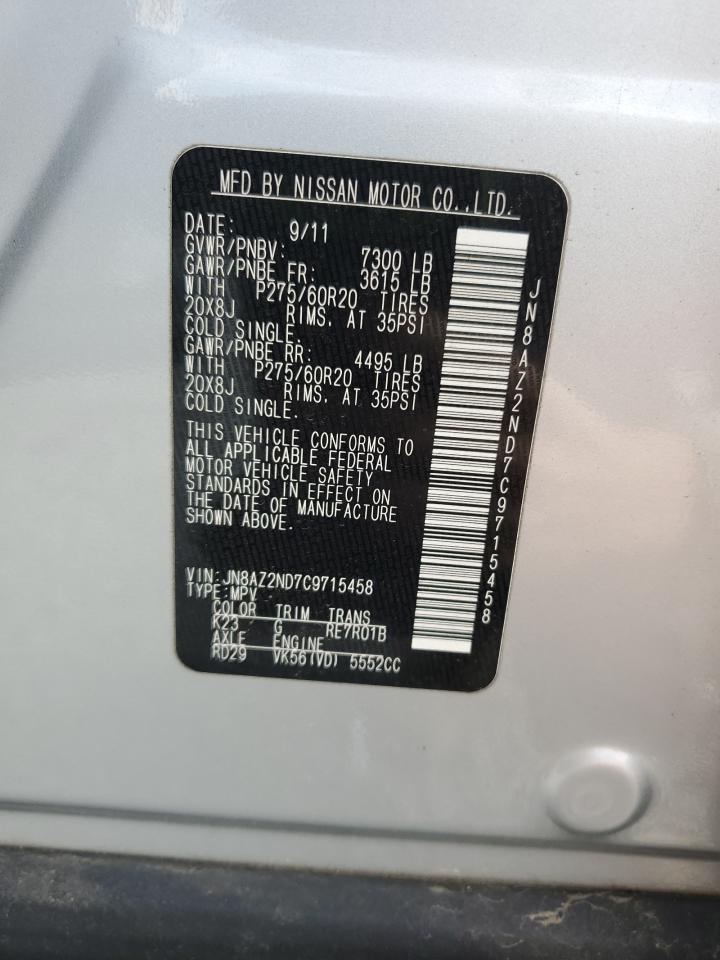 MFD BY NISSAN MOTOR CO.,LTD.
DATE: 9/11
GVWR/PNBV: 7300 LB
GAWR/PNBE FR: 3615 LB
WITH P275/60R20 TIRES
20X8J RIMS, AT 35PSI
COLD SINGLE.
GAWR/PNBE RR: 4495 LB
WITH P275/60R20 TIRES
20X8J RIMS, AT 35PSI
COLD SINGLE.
THIS VEHICLE CONFORMS TO
ALL APPLICABLE FEDERAL
MOTOR VEHICLE SAFETY
STANDARDS IN EFFECT ON
THE DATE OF MANUFACTURE
SHOWN ABOVE.
VIN: JN8AZ2ND7C9715458
TYPE: MPV
COLOR TRIM TRANS
K23 G RE7R01B
AXLE ENGINE
RD29 VK56(VD) 5552CC
JN8AZ2ND7C9715458